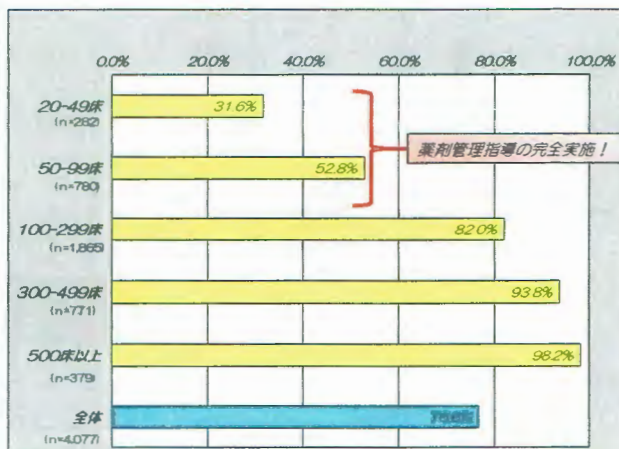 0.0% 20.0% 40.0% 60.0% 80.0% 100.0%
20-49床
(n=282)
31.6%
薬剤管理指導の完全実施!
50-99床
(n=780)
52.8%
100-299床
(n=1,865)
82.0%
300-499床
(n=771)
93.8%
500床以上
(n=379)
98.2%
全体
(n=4,077)